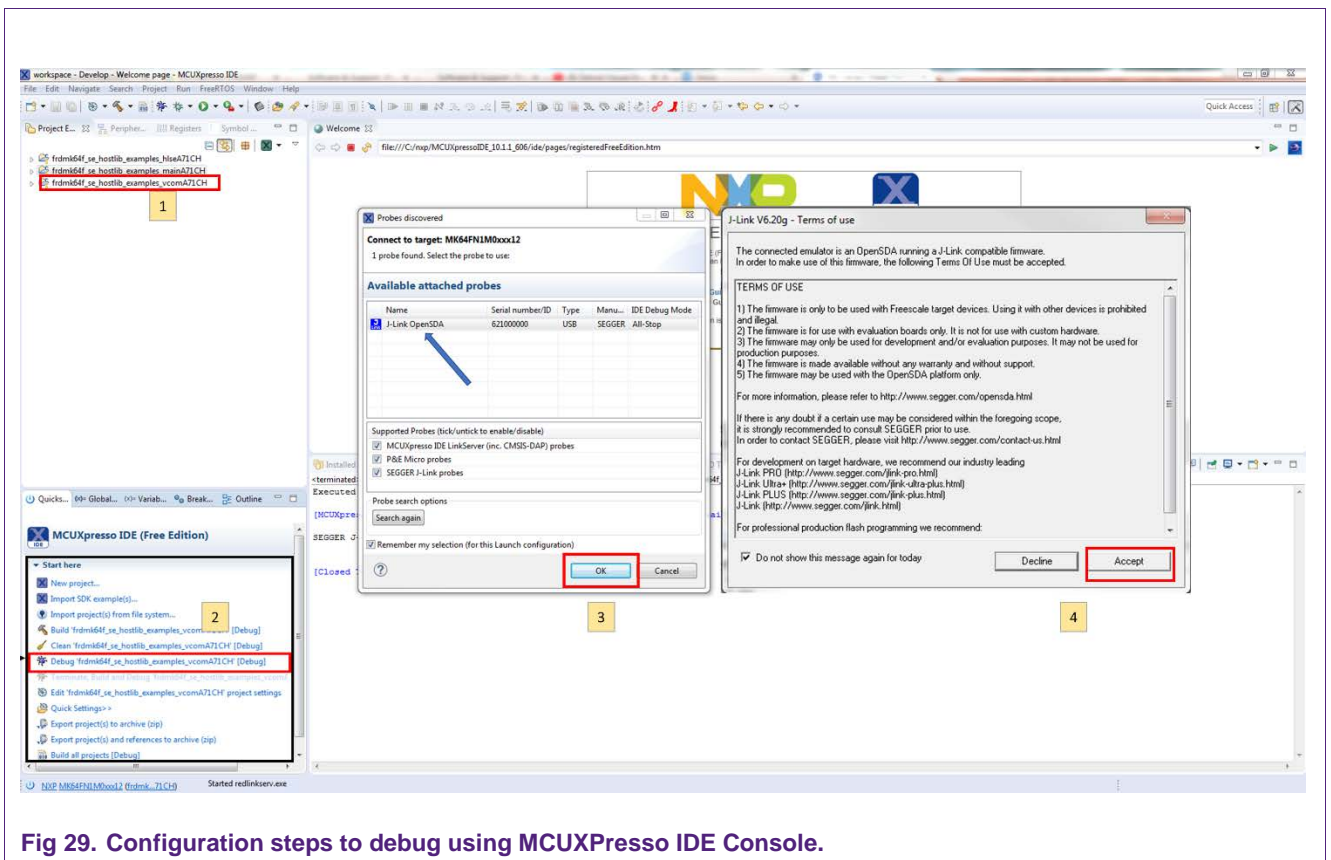 workspace - Develop - Welcome page - MCUXpresso IDE
File Edit Navigate Search Project Run FreeRTOS Window Help
Quick Access
Project E... Peripher... Registers Symbol ...
Welcome
file:///C:/nxp/MCUXpressoIDE_10.1.1_606/ide/pages/registeredFreeEdition.htm
frdmk64f_se_hostlib_examples_hlseA71CH
frdmk64f_se_hostlib_examples_mainA71CH
frdmk64f_se_hostlib_examples_vcomA71CH
1
NXP
Probes discovered
Connect to target: MK64FN1M0xxx12
1 probe found. Select the probe to use:
Available attached probes
Name Serial number/ID Type Manu... IDE Debug Mode
J-Link OpenSDA 621000000 USB SEGGER All-Stop
Supported Probes (tick/untick to enable/disable)
MCUXpresso IDE LinkServer (inc. CMSIS-DAP) probes
P&E Micro probes
SEGGER J-Link probes
Probe search options
Search again
Remember my selection (for this Launch configuration)
OK Cancel
3
J-Link V6.20g - Terms of use
The connected emulator is an OpenSDA running a J-Link compatible firmware.
In order to make use of this firmware, the following Terms Of Use must be accepted.
TERMS OF USE
1) The firmware is only to be used with Freescale target devices. Using it with other devices is prohibited
and illegal.
2) The firmware is for use with evaluation boards only. It is not for use with custom hardware.
3) The firmware may only be used for development and/or evaluation purposes. It may not be used for
production purposes.
4) The firmware is made available without any warranty and without support.
5) The firmware may be used with the OpenSDA platform only.
For more information, please refer to http://www.segger.com/opensda.html
If there is any doubt if a certain use may be considered within the foregoing scope,
it is strongly recommended to consult SEGGER prior to use.
In order to contact SEGGER, please visit http://www.segger.com/contact-us.html
For development on target hardware, we recommend our industry leading
J-Link PRO (http://www.segger.com/jlink-pro.html)
J-Link Ultra+ (http://www.segger.com/jlink-ultra-plus.html)
J-Link PLUS (http://www.segger.com/jlink-plus.html)
J-Link (http://www.segger.com/jlink.html)
For professional production flash programming we recommend:
Do not show this message again for today
Decline Accept
4
Installed
<terminated
Executed
[MCUXpre
SEGGER J-
[Closed
Quicks... Global... Variab... Break... Outline
MCUXpresso IDE (Free Edition)
IDE
Start here
New project...
Import SDK example(s)...
Import project(s) from file system...
2
Build 'frdmk64f_se_hostlib_examples_vcomA71CH' [Debug]
Clean 'frdmk64f_se_hostlib_examples_vcomA71CH' [Debug]
Debug 'frdmk64f_se_hostlib_examples_vcomA71CH' [Debug]
Terminate, Build and Debug 'frdmk64f_se_hostlib_examples_vcomA
Edit 'frdmk64f_se_hostlib_examples_vcomA71CH' project settings
Quick Settings>>
Export project(s) to archive (zip)
Export project(s) and references to archive (zip)
Build all projects [Debug]
NXP MK64FN1M0xxx12 (frdmk...71CH) Started redlinkserv.exe
Fig 29. Configuration steps to debug using MCUXPresso IDE Console.